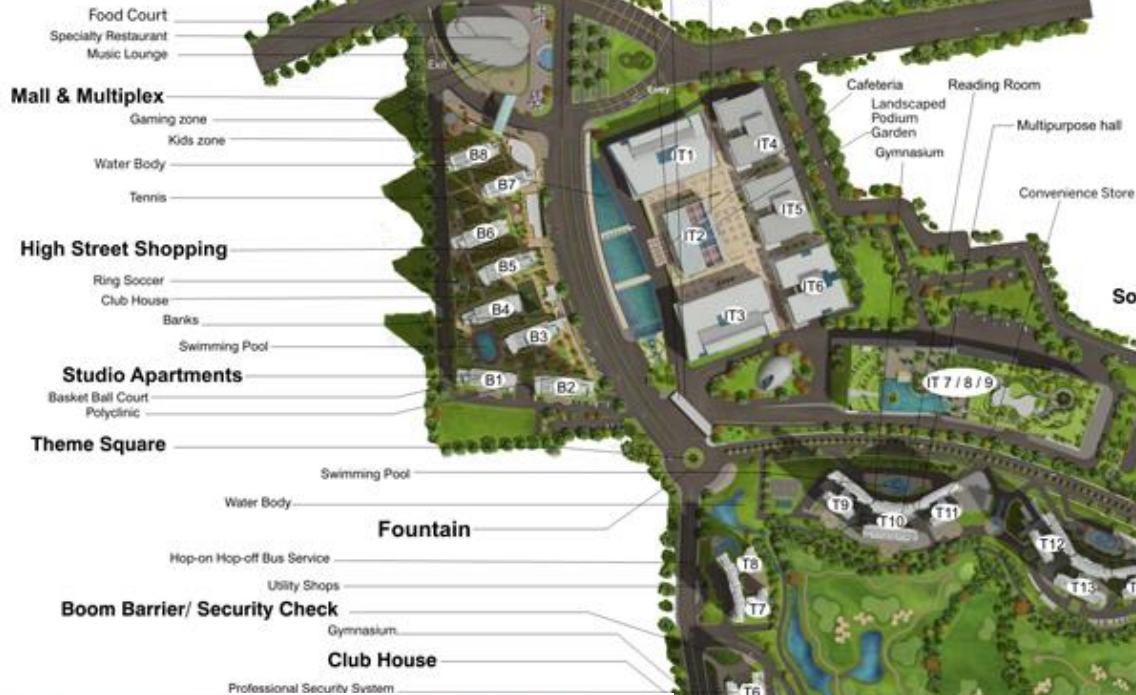 Food Court
Specialty Restaurant
Music Lounge
Exit
Entry
Mall & Multiplex
Gaming zone
Kids zone
Water Body
Tennis
High Street Shopping
Ring Soccer
Club House
Banks
Swimming Pool
Studio Apartments
Basket Ball Court
Polyclinic
Theme Square
Swimming Pool
Water Body
Fountain
Hop-on Hop-off Bus Service
Utility Shops
Boom Barrier/ Security Check
Gymnasium
Club House
Professional Security System
Cafeteria
Landscaped
Podium
Garden
Gymnasium
Reading Room
Multipurpose hall
Convenience Store
So
B8
B7
B6
B5
B4
B3
B1
B2
IT1
IT4
IT5
IT2
IT6
IT3
IT 7 / 8 / 9
T9
T10
T11
T12
T13
T8
T7
T6